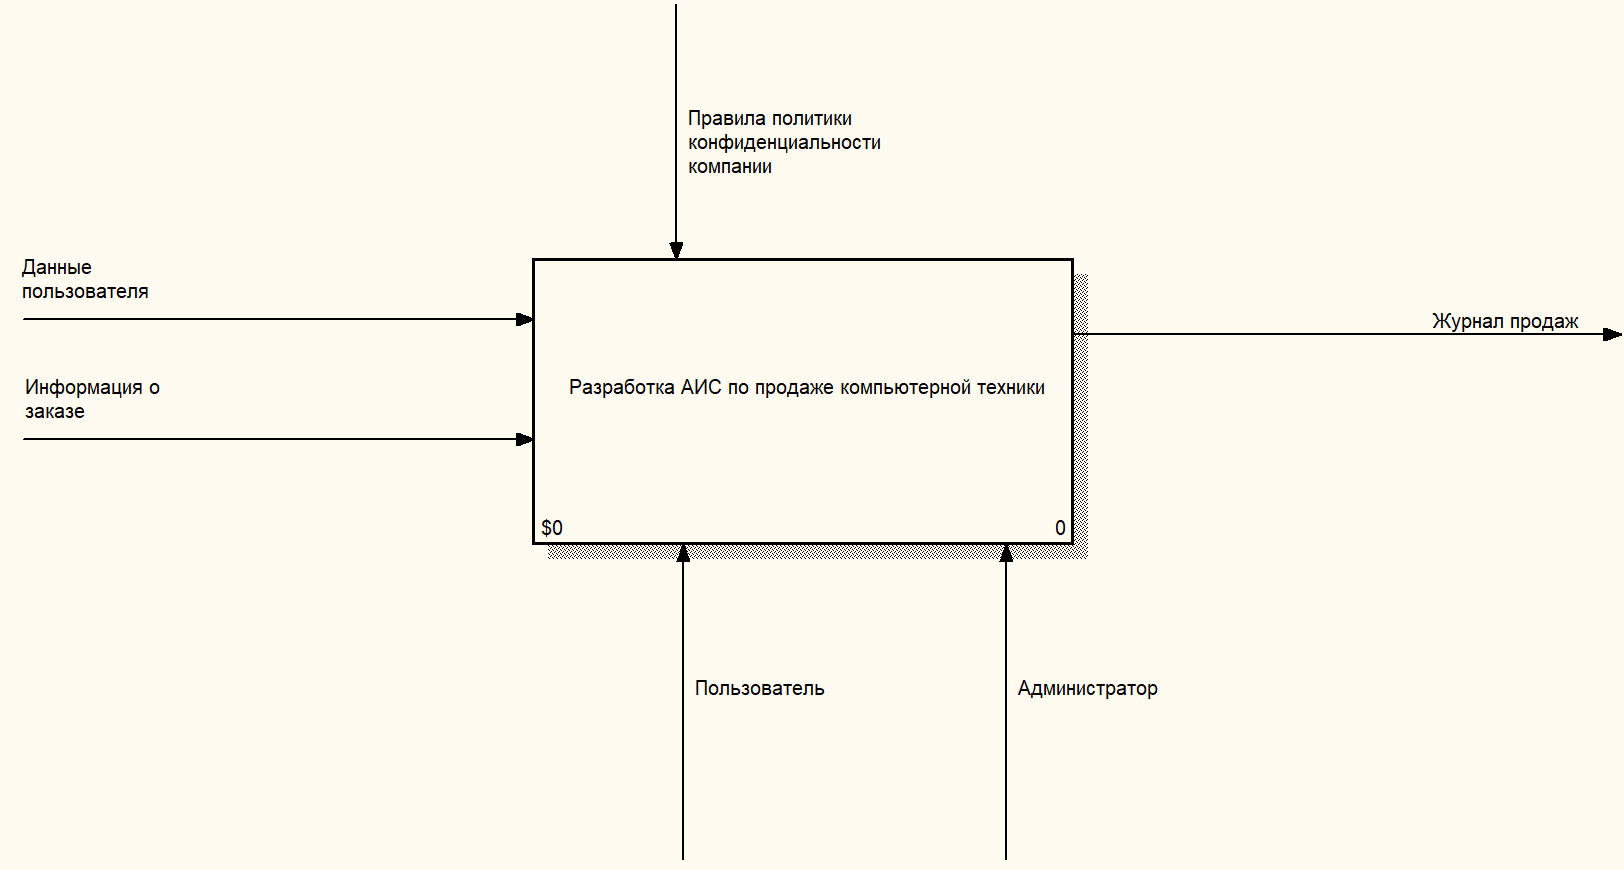 Правила политики
конфиденциальности
компании
Данные
пользователя
Журнал продаж
Информация о
заказе
Разработка АИС по продаже компьютерной техники
$0
0
Пользователь
Администратор